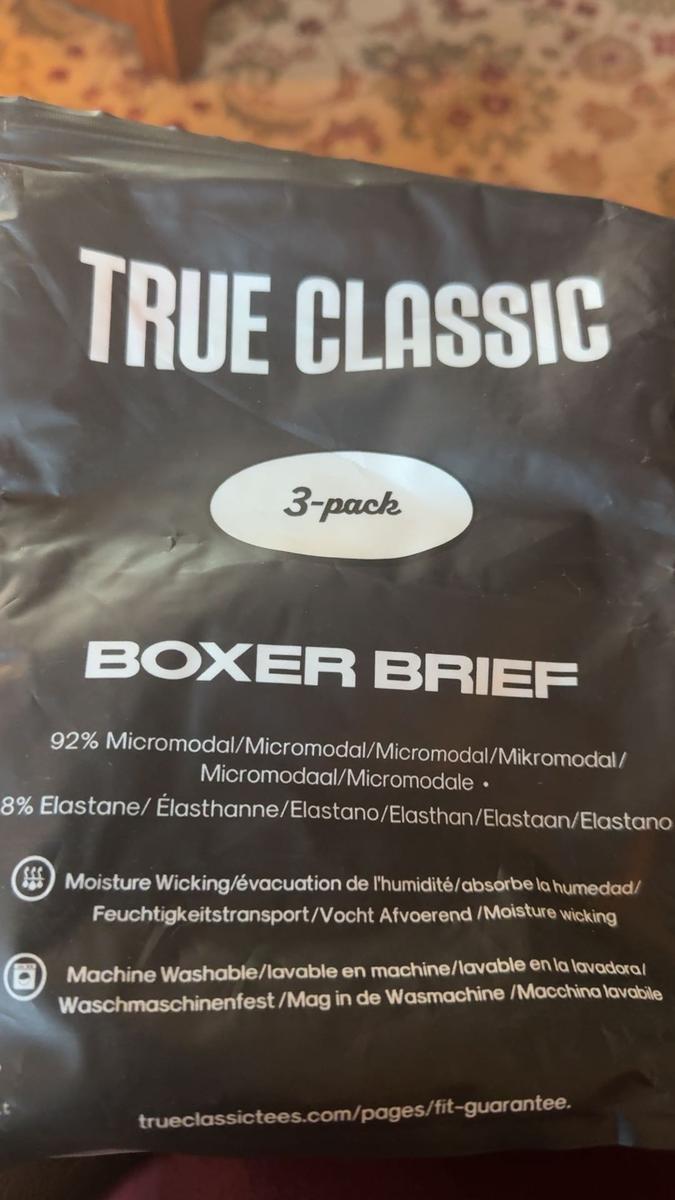 TRUE CLASSIC
3-pack
BOXER BRIEF
92% Micromodal/Micromodal/Micromodal/Mikromodal/
Micromodaal/Micromodale •
8% Elastane/ Élasthanne/Elastano/Elasthan/Elastaan/Elastano
Moisture Wicking/évacuation de l'humidité/absorbe la humedad/
Feuchtigkeitstransport/Vocht Afvoerend /Moisture wicking
Machine Washable/lavable en machine/lavable en la lavadora/
Waschmaschinenfest /Mag in de Wasmachine /Macchina lavabile
trueclassictees.com/pages/fit-guarantee.